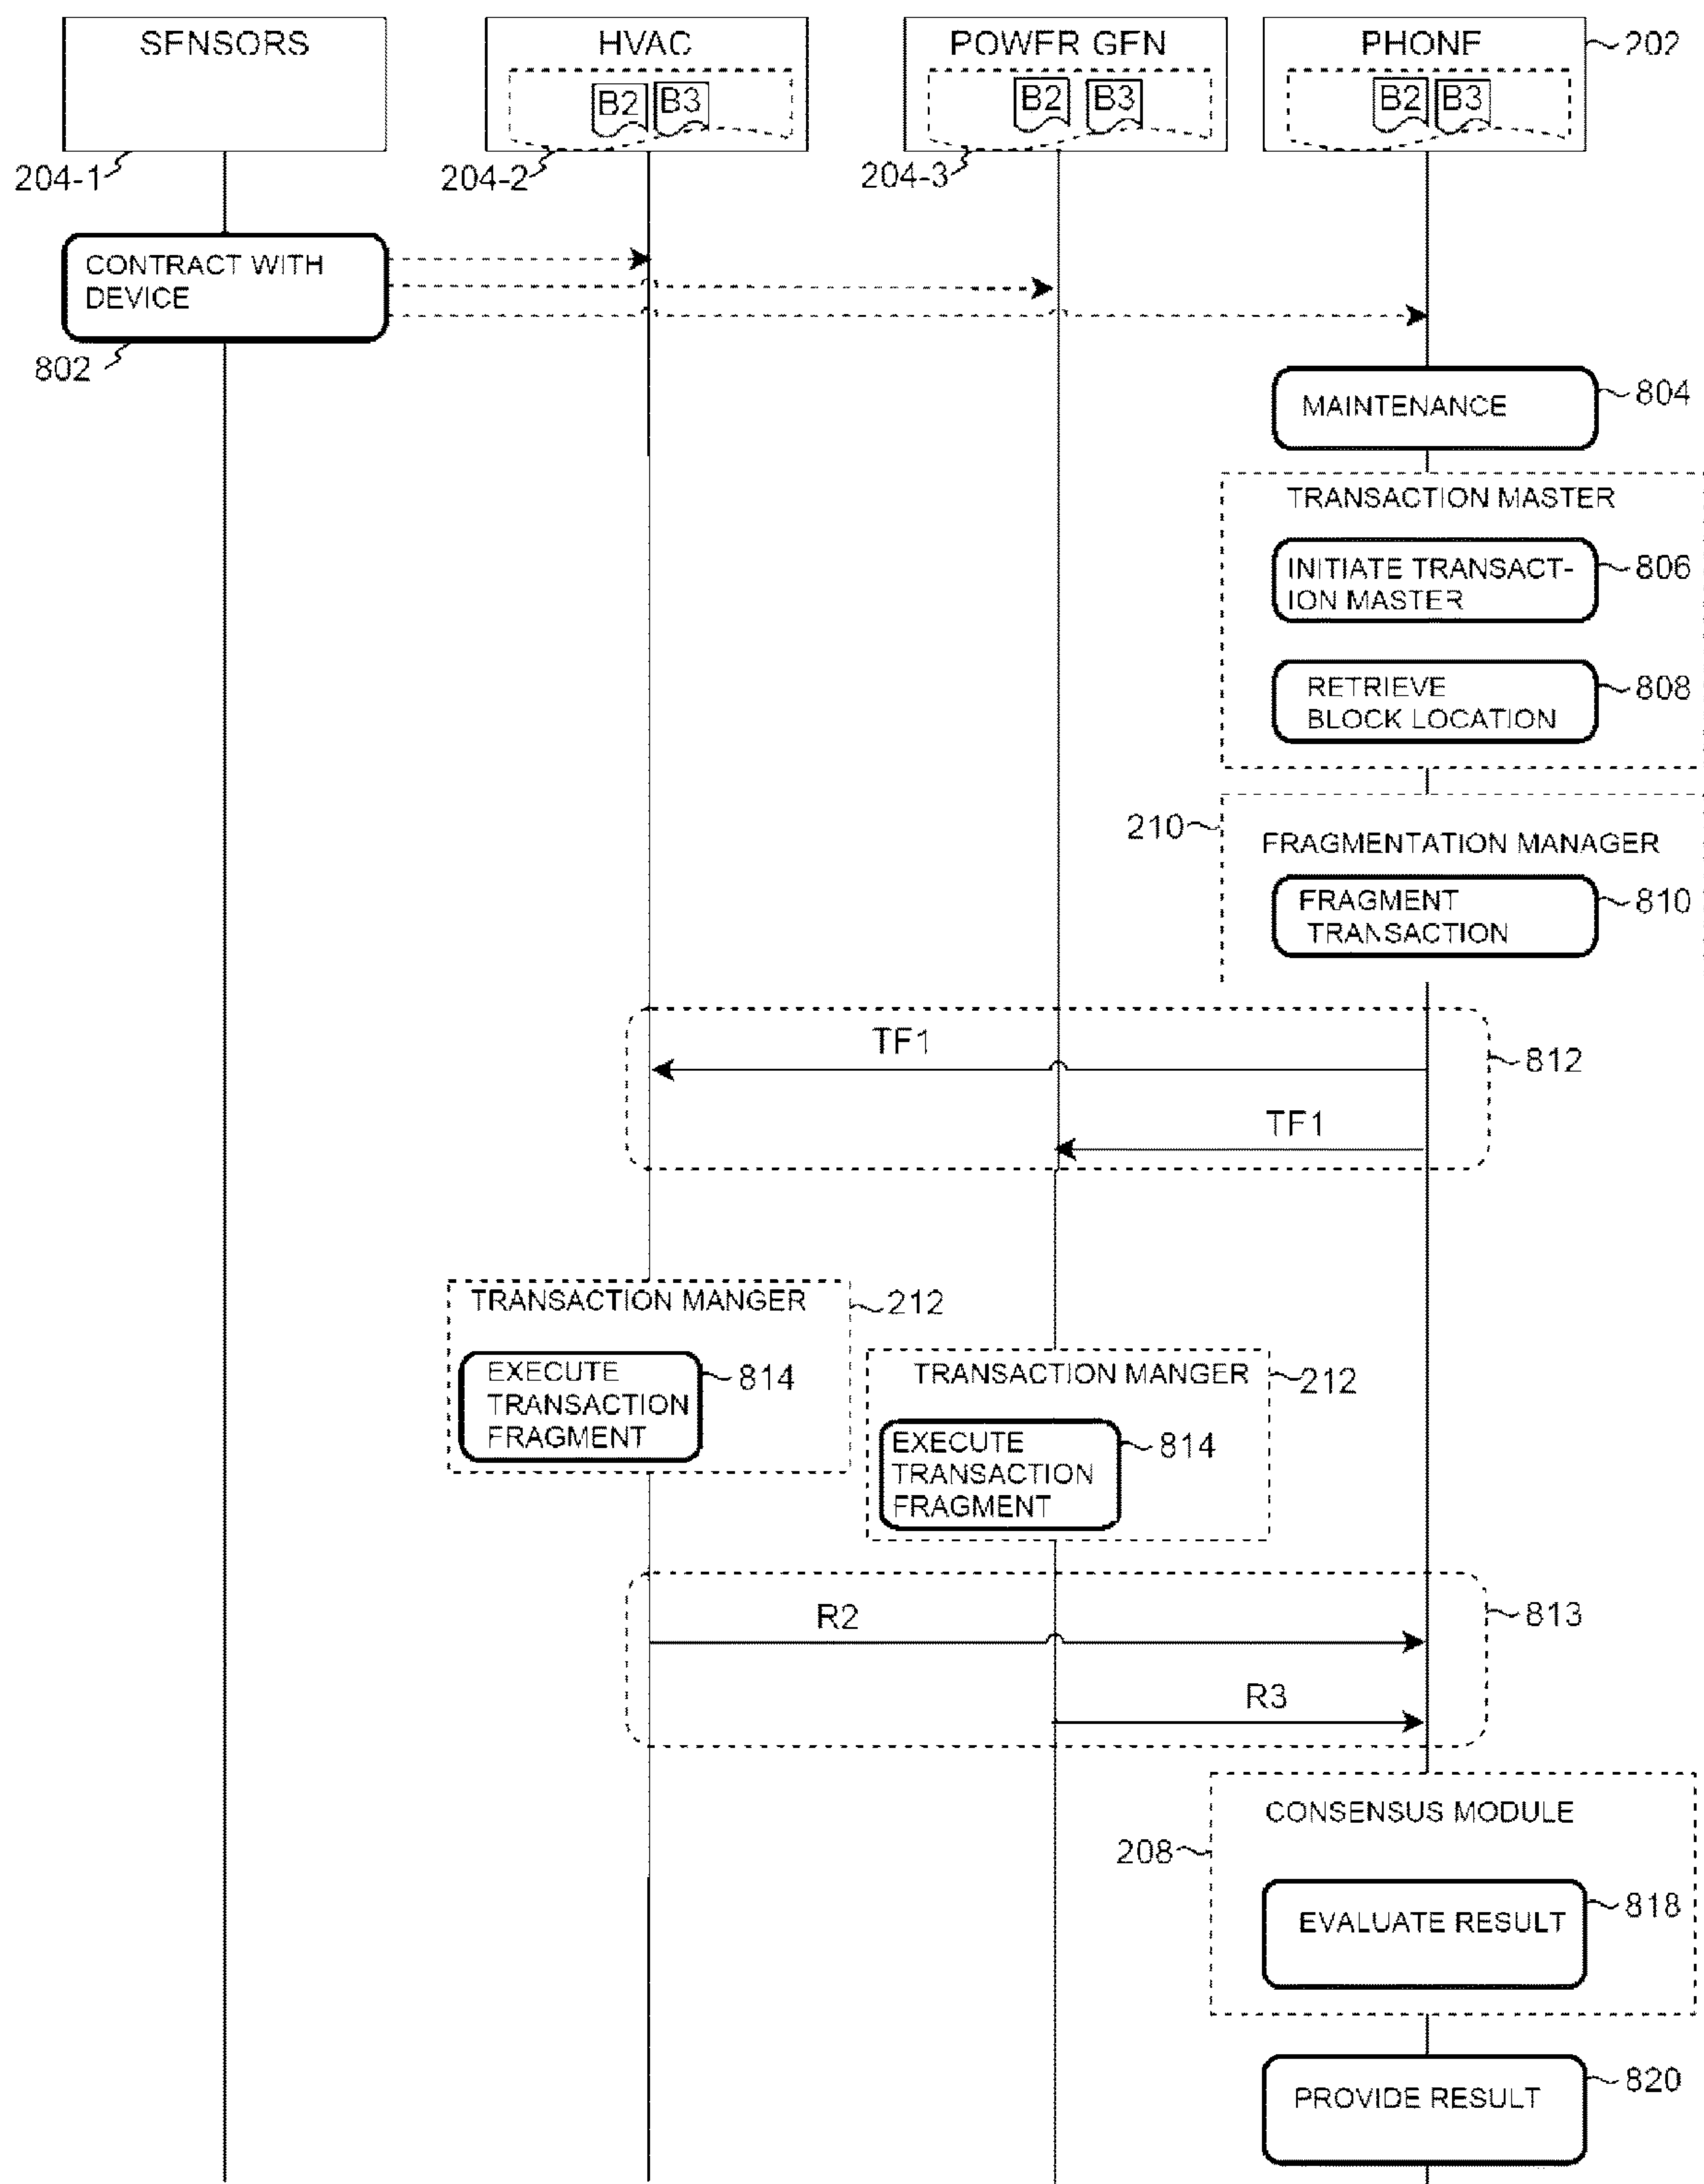 SENSORS
HVAC
POWER GEN
PHONE
202
B2 B3
B2 B3
B2 B3
204-1
204-2
204-3
CONTRACT WITH
DEVICE
802
MAINTENANCE
804
TRANSACTION MASTER
INITIATE TRANSACT-
ION MASTER
806
RETRIEVE
BLOCK LOCATION
808
210
FRAGMENTATION MANAGER
FRAGMENT
TRANSACTION
810
TF1
812
TF1
TRANSACTION MANGER
212
EXECUTE
TRANSACTION
FRAGMENT
814
TRANSACTION MANGER
212
EXECUTE
TRANSACTION
FRAGMENT
814
R2
813
R3
CONSENSUS MODULE
208
EVALUATE RESULT
818
PROVIDE RESULT
820